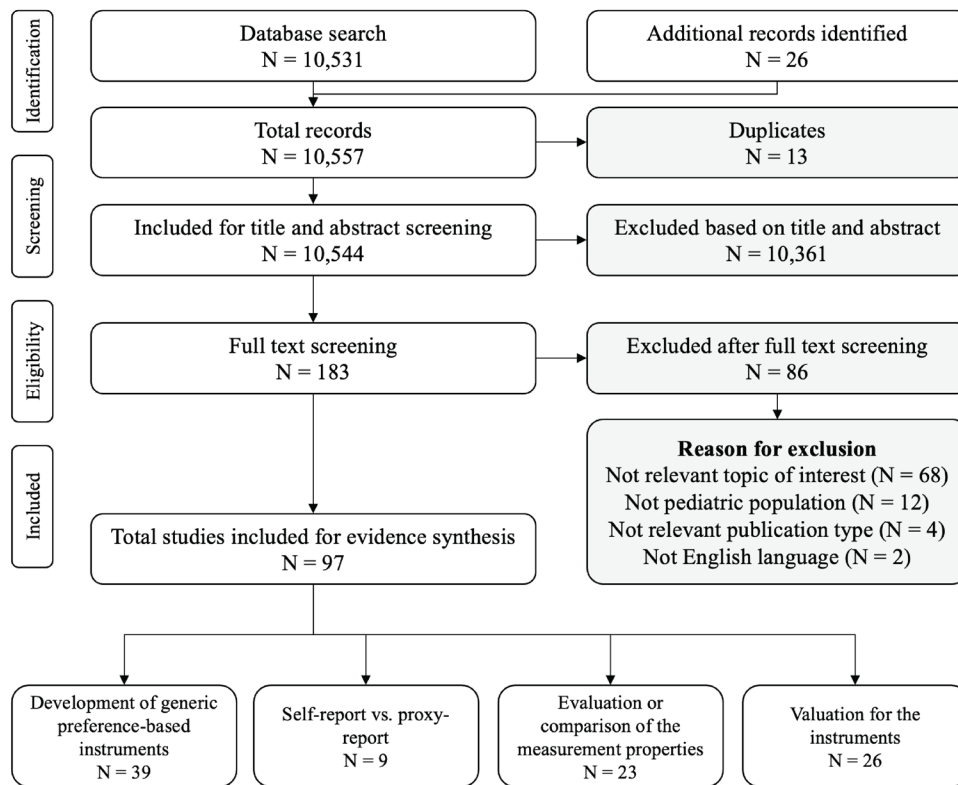 Identification
Database search
N = 10,531
Additional records identified
N = 26
Total records
N = 10,557
Duplicates
N = 13
Screening
Included for title and abstract screening
N = 10,544
Excluded based on title and abstract
N = 10,361
Eligibility
Full text screening
N = 183
Excluded after full text screening
N = 86
Reason for exclusion
Not relevant topic of interest (N = 68)
Not pediatric population (N = 12)
Not relevant publication type (N = 4)
Not English language (N = 2)
Included
Total studies included for evidence synthesis
N = 97
Development of generic
preference-based
instruments
N = 39
Self-report vs. proxy-
report
N = 9
Evaluation or
comparison of the
measurement properties
N = 23
Valuation for the
instruments
N = 26